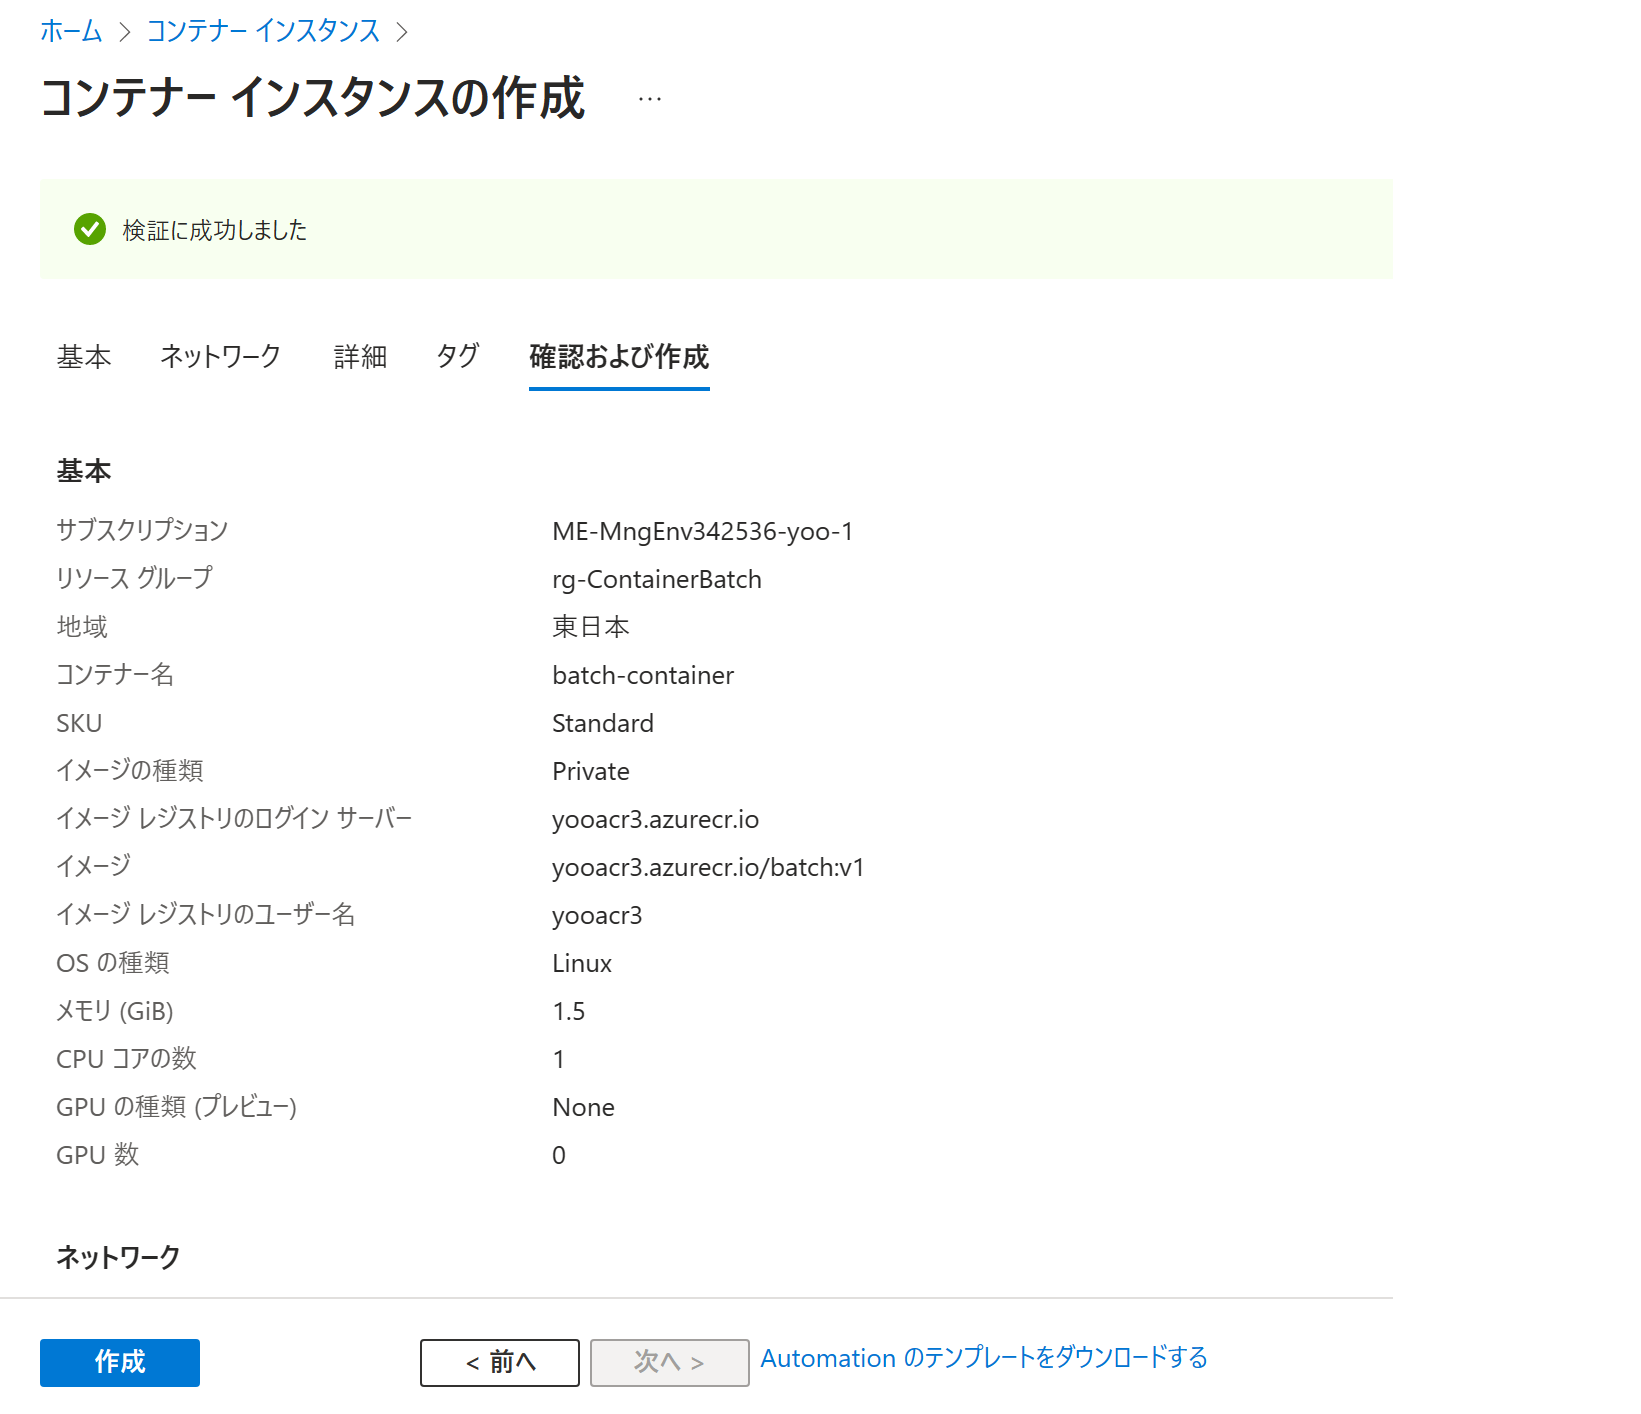 ホーム > コンテナー インスタンス >
コンテナー インスタンスの作成 …
検証に成功しました
基本 ネットワーク 詳細 タグ 確認および作成
基本
サブスクリプション ME-MngEnv342536-yoo-1
リソース グループ rg-ContainerBatch
地域 東日本
コンテナー名 batch-container
SKU Standard
イメージの種類 Private
イメージ レジストリのログイン サーバー yooacr3.azurecr.io
イメージ yooacr3.azurecr.io/batch:v1
イメージ レジストリのユーザー名 yooacr3
OS の種類 Linux
メモリ (GiB) 1.5
CPU コアの数 1
GPU の種類 (プレビュー) None
GPU 数 0
ネットワーク
作成 < 前へ 次へ > Automation のテンプレートをダウンロードする